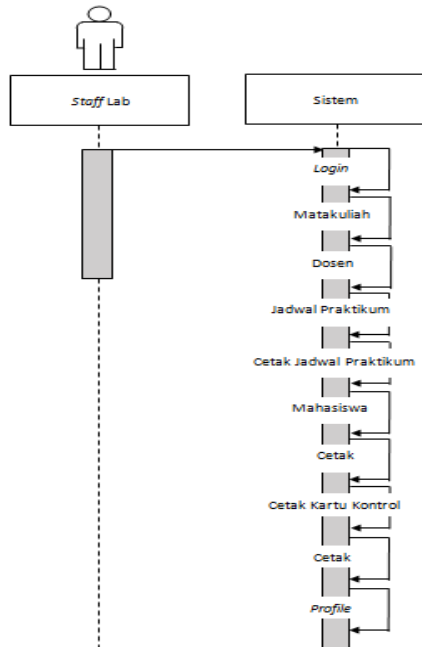 Staff Lab
Sistem
Login
Matakuliah
Dosen
Jadwal Praktikum
Cetak Jadwal Praktikum
Mahasiswa
Cetak
Cetak Kartu Kontrol
Cetak
Profile